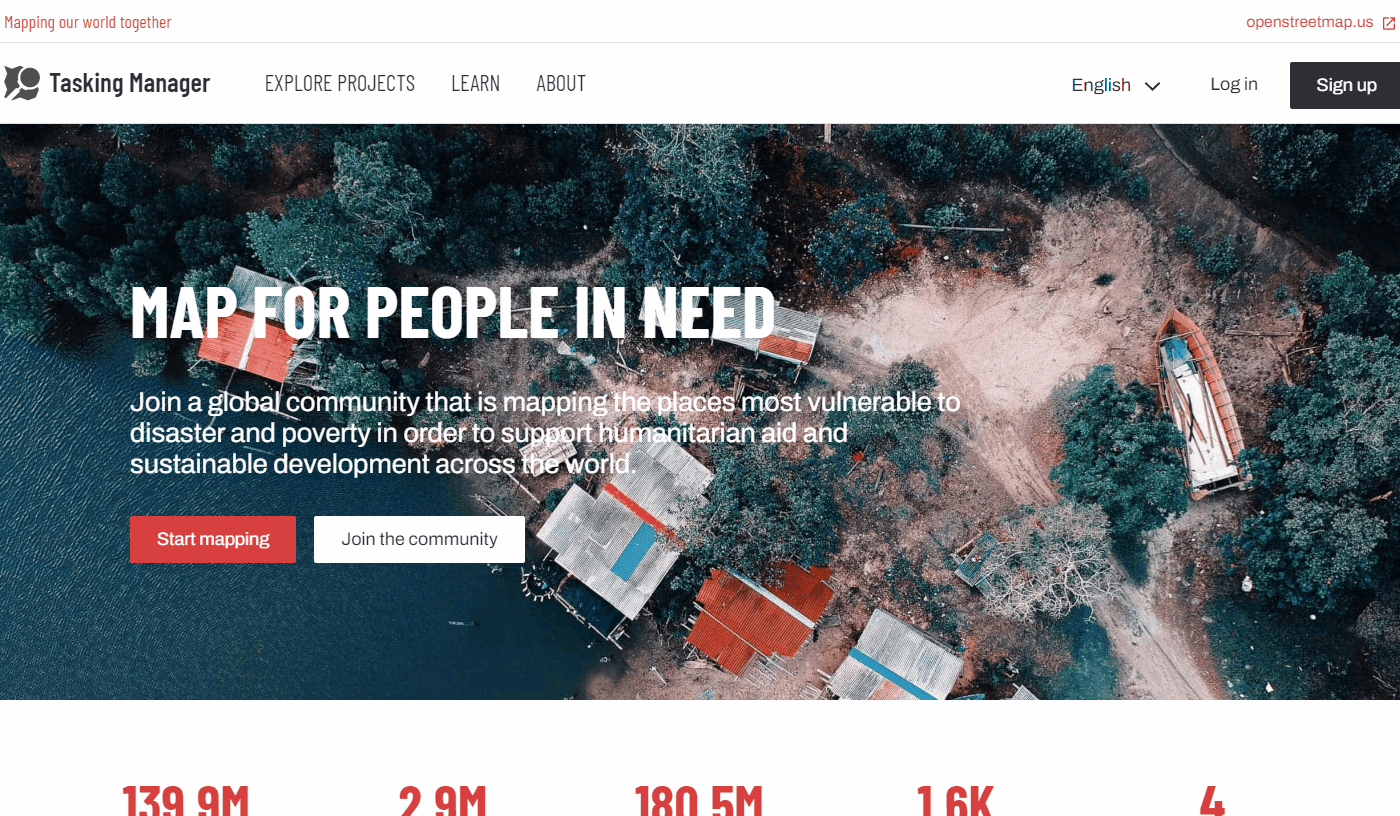 Mapping our world together
openstreetmap.us
Tasking Manager
EXPLORE PROJECTS
LEARN
ABOUT
English
Log in
Sign up
MAP FOR PEOPLE IN NEED
Join a global community that is mapping the places most vulnerable to
disaster and poverty in order to support humanitarian aid and
sustainable development across the world.
Start mapping
Join the community
139.9M
2.9M
180.5M
1.6K
4